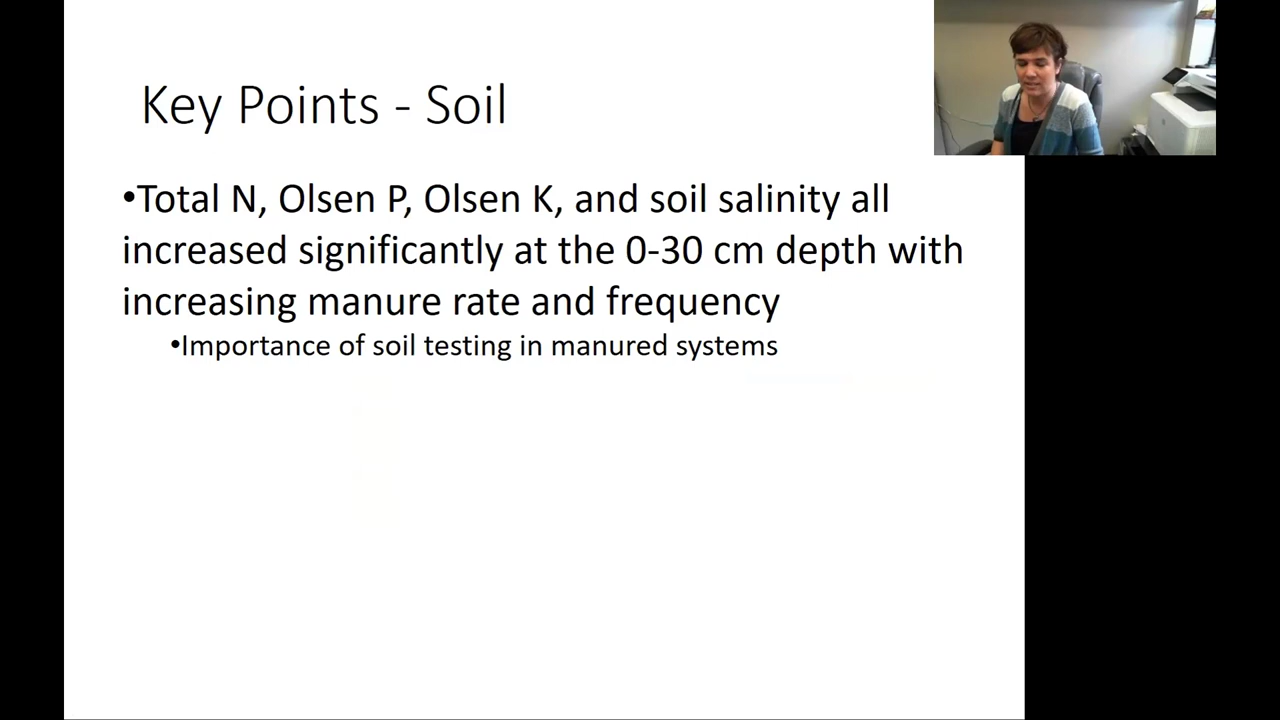 Key Points - Soil
•Total N, Olsen P, Olsen K, and soil salinity all
increased significantly at the 0-30 cm depth with
increasing manure rate and frequency
•Importance of soil testing in manured systems